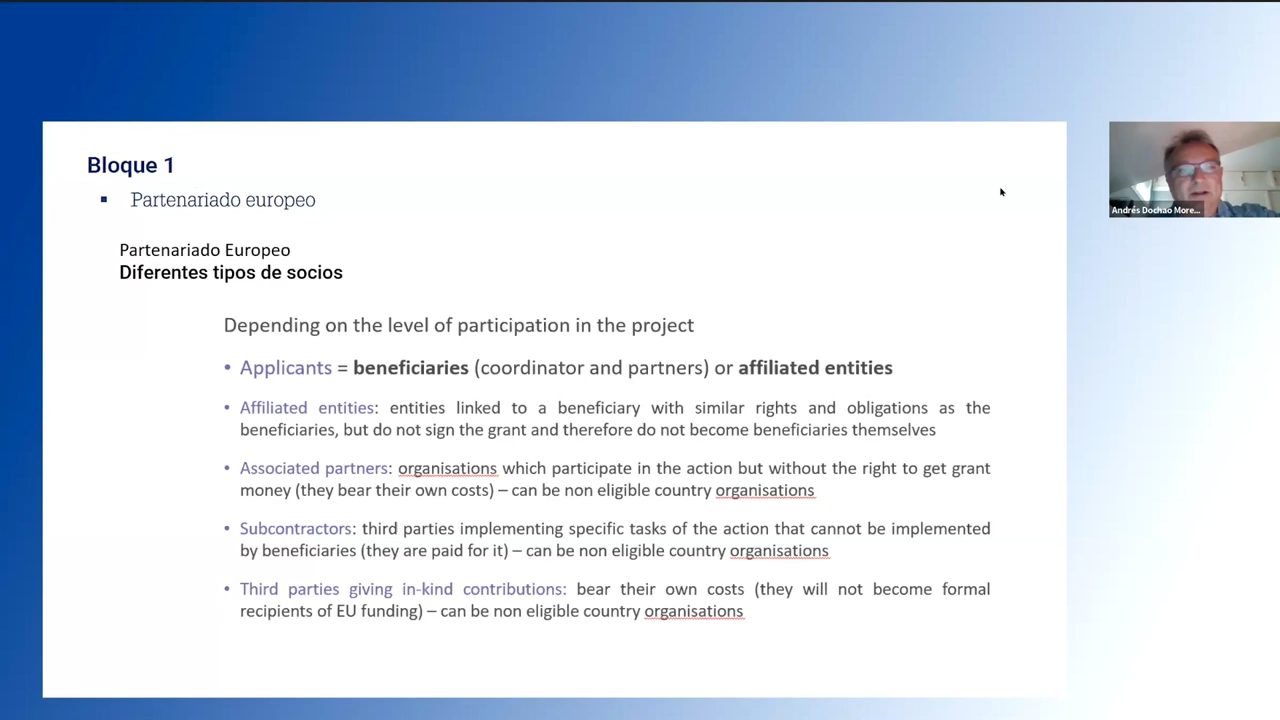 Bloque 1
▪ Partenariado europeo
Partenariado Europeo
Diferentes tipos de socios
Depending on the level of participation in the project
• Applicants = beneficiaries (coordinator and partners) or affiliated entities
• Affiliated entities: entities linked to a beneficiary with similar rights and obligations as the
beneficiaries, but do not sign the grant and therefore do not become beneficiaries themselves
• Associated partners: organisations which participate in the action but without the right to get grant
money (they bear their own costs) – can be non eligible country organisations
• Subcontractors: third parties implementing specific tasks of the action that cannot be implemented
by beneficiaries (they are paid for it) – can be non eligible country organisations
• Third parties giving in-kind contributions: bear their own costs (they will not become formal
recipients of EU funding) – can be non eligible country organisations
Andrés Dochao More...